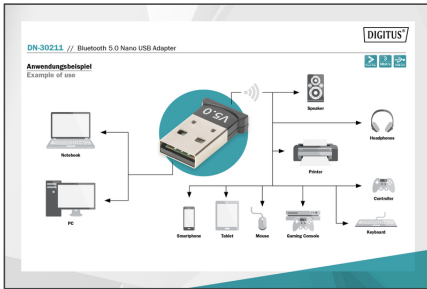 DIGITUS®
DN-30211 // Bluetooth 5.0 Nano USB Adapter
Anwendungsbeispiel
Example of use
V5.0
Speaker
Headphones
Notebook
Printer
Controller
PC
Smartphone
Tablet
Mouse
Gaming Console
Keyboard